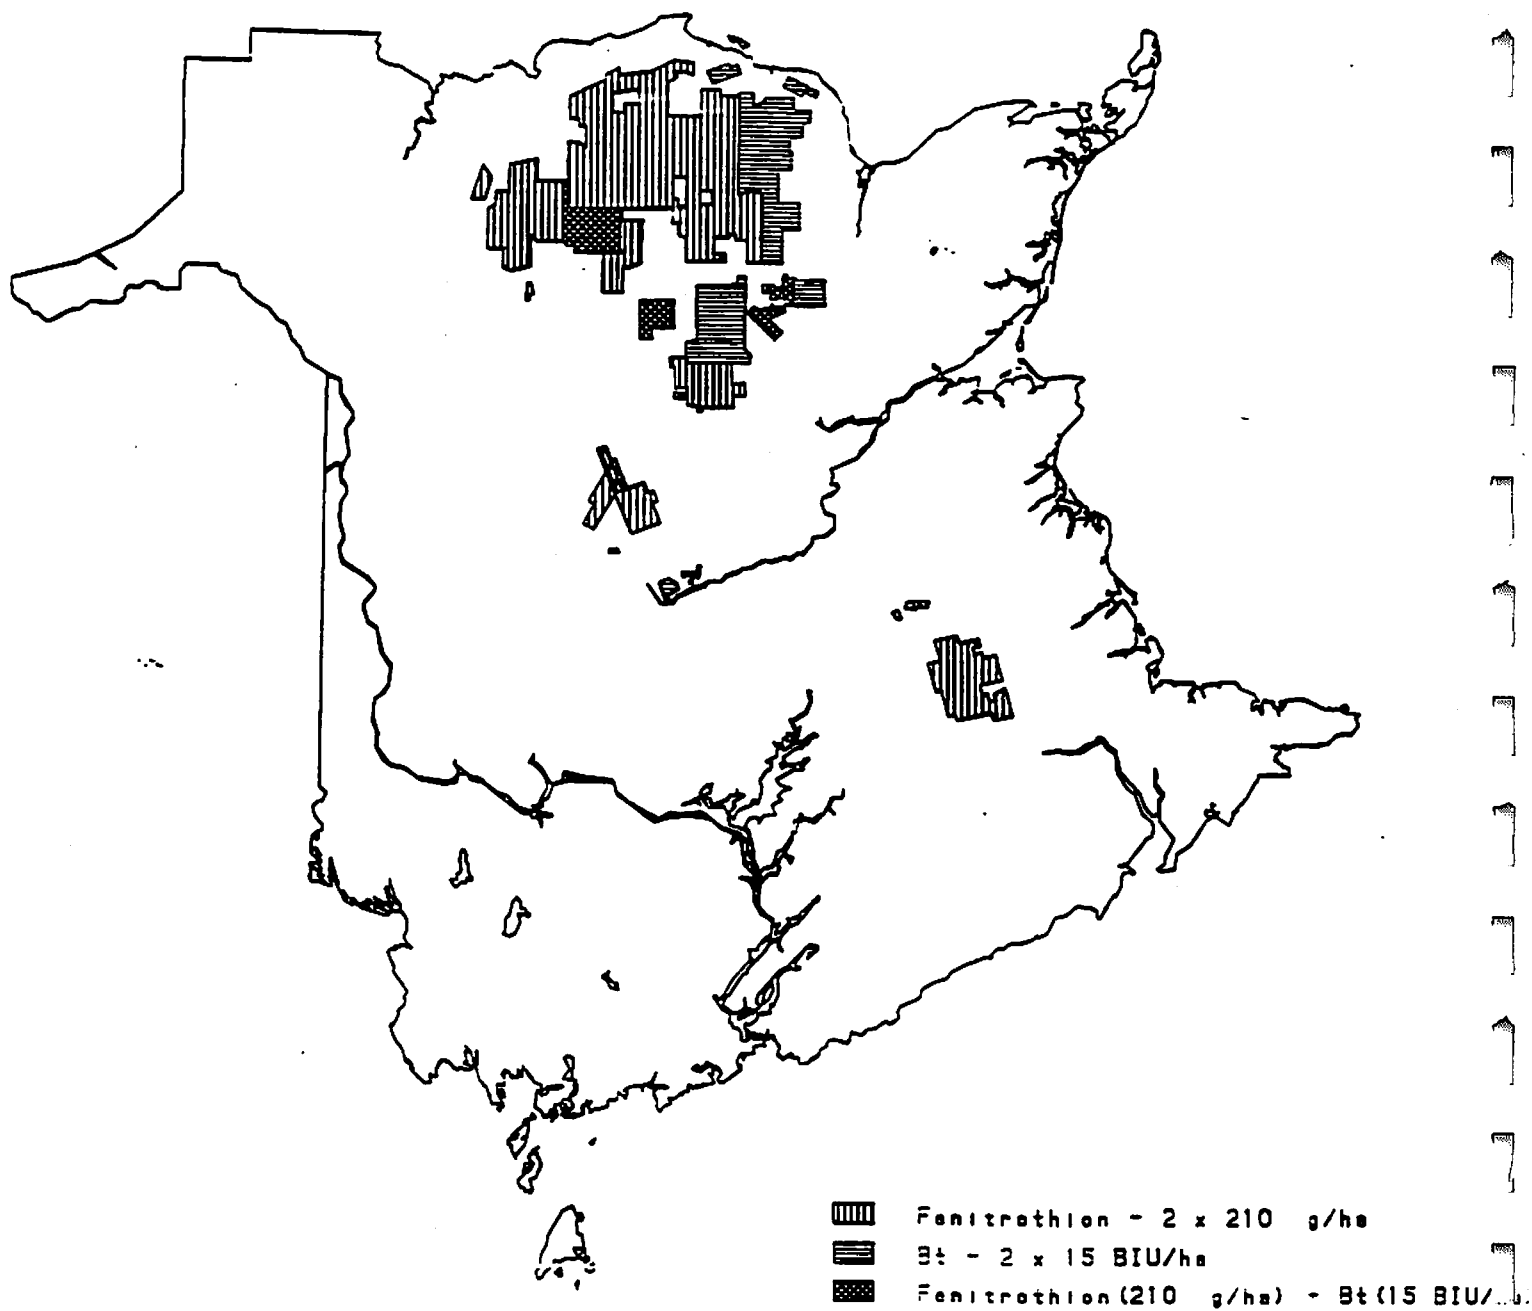 Fenitrothion - 2 x 210 g/ha
Bt - 2 x 15 BIU/ha
Fenitrothion (210 g/ha) - Bt (15 BIU/